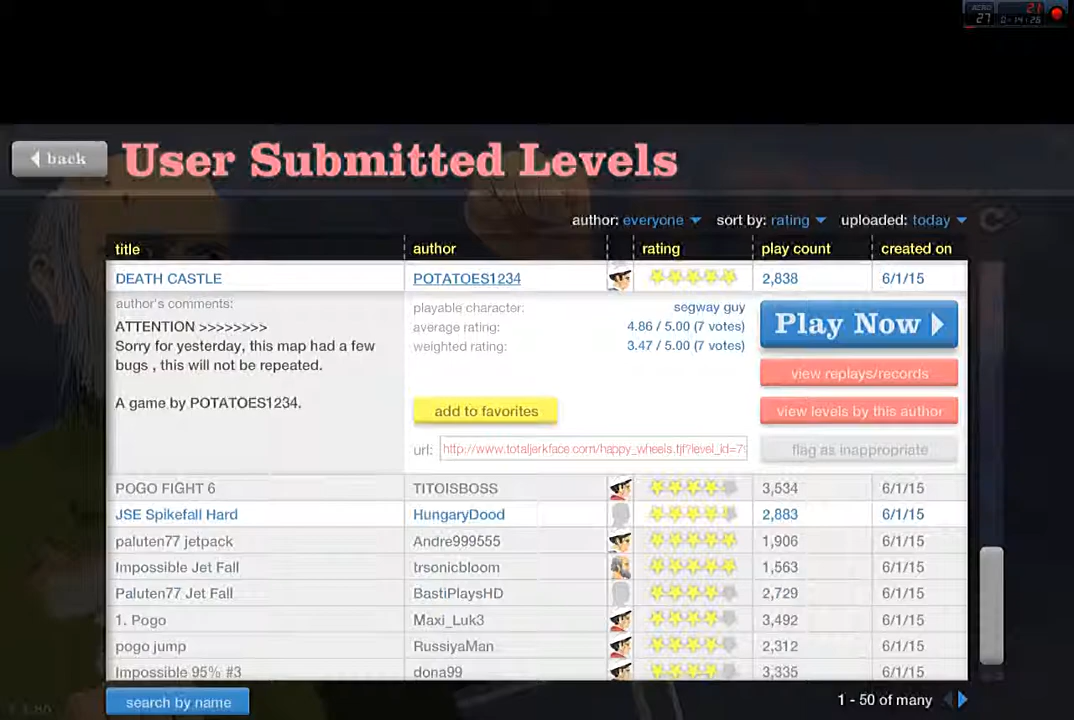 AERO 27 21 0-14:26
back
User Submitted Levels
author: everyone sort by: rating uploaded: today
title author rating play count created on
DEATH CASTLE POTATOES1234 2,838 6/1/15
author's comments:
ATTENTION >>>>>>>>
Sorry for yesterday, this map had a few
bugs , this will not be repeated.
A game by POTATOES1234.
playable character: segway guy
average rating: 4.86 / 5.00 (7 votes)
weighted rating: 3.47 / 5.00 (7 votes)
add to favorites
url: http://www.totaljerkface.com/happy_wheels.tjf?level_id=79
Play Now
view replays/records
view levels by this author
flag as inappropriate
POGO FIGHT 6 TITOISBOSS 3,534 6/1/15
JSE Spikefall Hard HungaryDood 2,883 6/1/15
paluten77 jetpack Andre999555 1,906 6/1/15
Impossible Jet Fall trsonicbloom 1,563 6/1/15
Paluten77 Jet Fall BastiPlaysHD 2,729 6/1/15
1. Pogo Maxi_Luk3 3,492 6/1/15
pogo jump RussiyaMan 2,312 6/1/15
Impossible 95% #3 dona99 3,335 6/1/15
search by name 1 - 50 of many